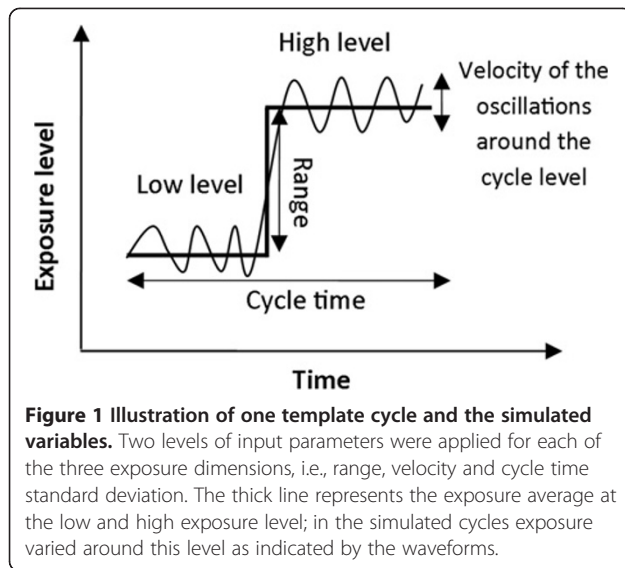 High level
Velocity of the
oscillations
around the
cycle level
Low level
Range
Cycle time
Exposure level
Time
Figure 1 Illustration of one template cycle and the simulated
variables. Two levels of input parameters were applied for each of
the three exposure dimensions, i.e., range, velocity and cycle time
standard deviation. The thick line represents the exposure average at
the low and high exposure level; in the simulated cycles exposure
varied around this level as indicated by the waveforms.